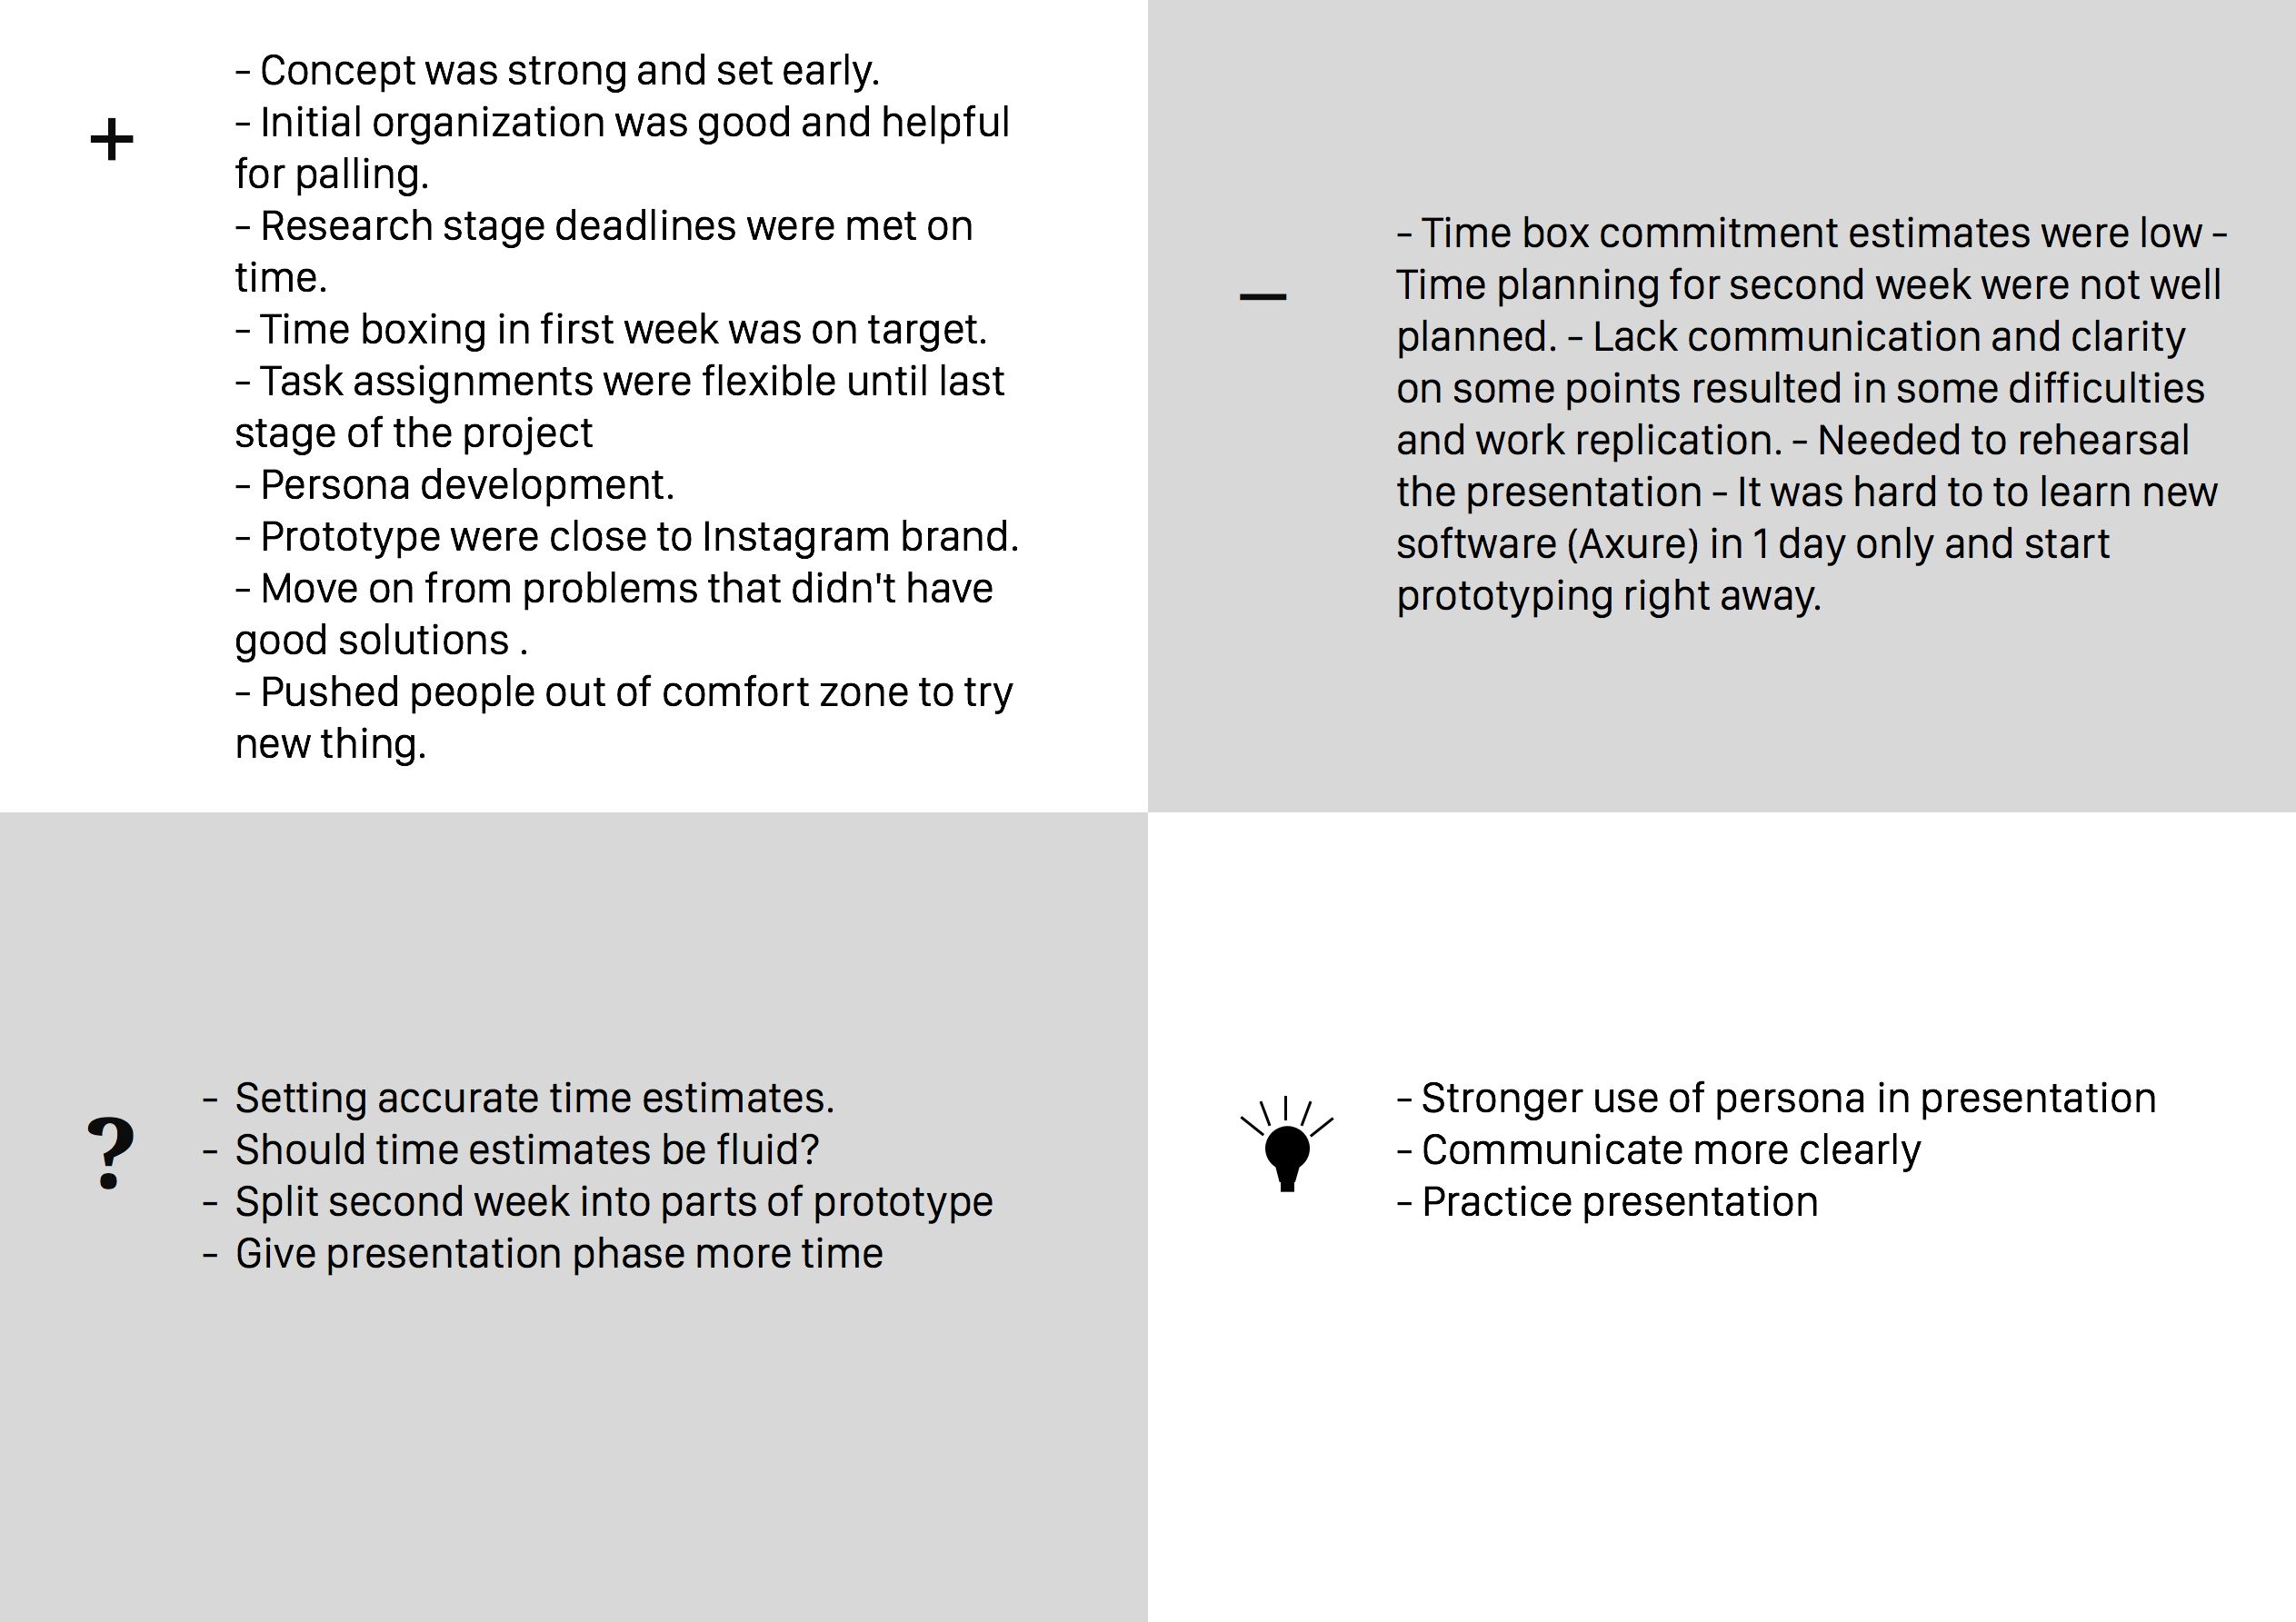 +
- Concept was strong and set early.
- Initial organization was good and helpful
for palling.
- Research stage deadlines were met on
time.
- Time boxing in first week was on target.
- Task assignments were flexible until last
stage of the project
- Persona development.
- Prototype were close to Instagram brand.
- Move on from problems that didn't have
good solutions .
- Pushed people out of comfort zone to try
new thing.
–
- Time box commitment estimates were low -
Time planning for second week were not well
planned. - Lack communication and clarity
on some points resulted in some difficulties
and work replication. - Needed to rehearsal
the presentation - It was hard to to learn new
software (Axure) in 1 day only and start
prototyping right away.
?
- Setting accurate time estimates.
- Should time estimates be fluid?
- Split second week into parts of prototype
- Give presentation phase more time
- Stronger use of persona in presentation
- Communicate more clearly
- Practice presentation